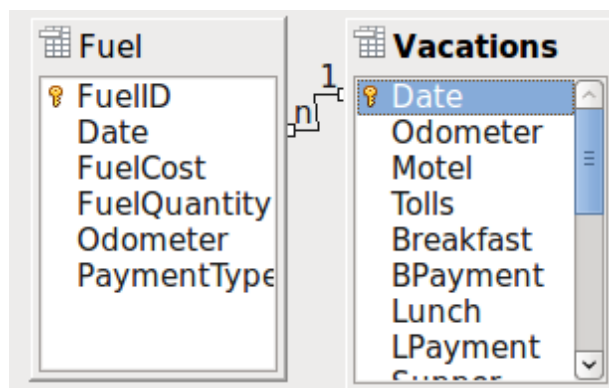 Fuel
FuelID
Date
FuelCost
FuelQuantity
Odometer
PaymentType
n
1
Vacations
Date
Odometer
Motel
Tolls
Breakfast
BPayment
Lunch
LPayment